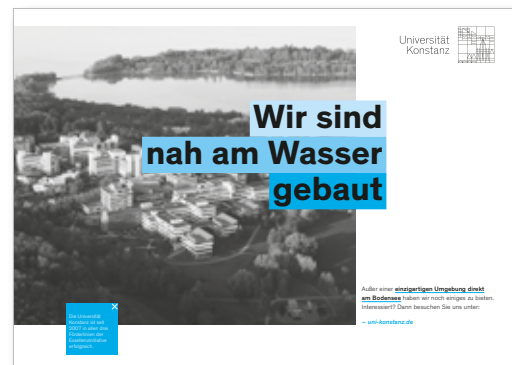 Universität
Konstanz
Wir sind
nah am Wasser
gebaut
Außer einer einzigartigen Umgebung direkt
am Bodensee haben wir noch einiges zu bieten.
Interessiert? Dann besuchen Sie uns unter:
– uni-konstanz.de
Die Universität
Konstanz ist seit
2007 in allen drei
Förderlinien der
Exzellenzinitiative
erfolgreich.